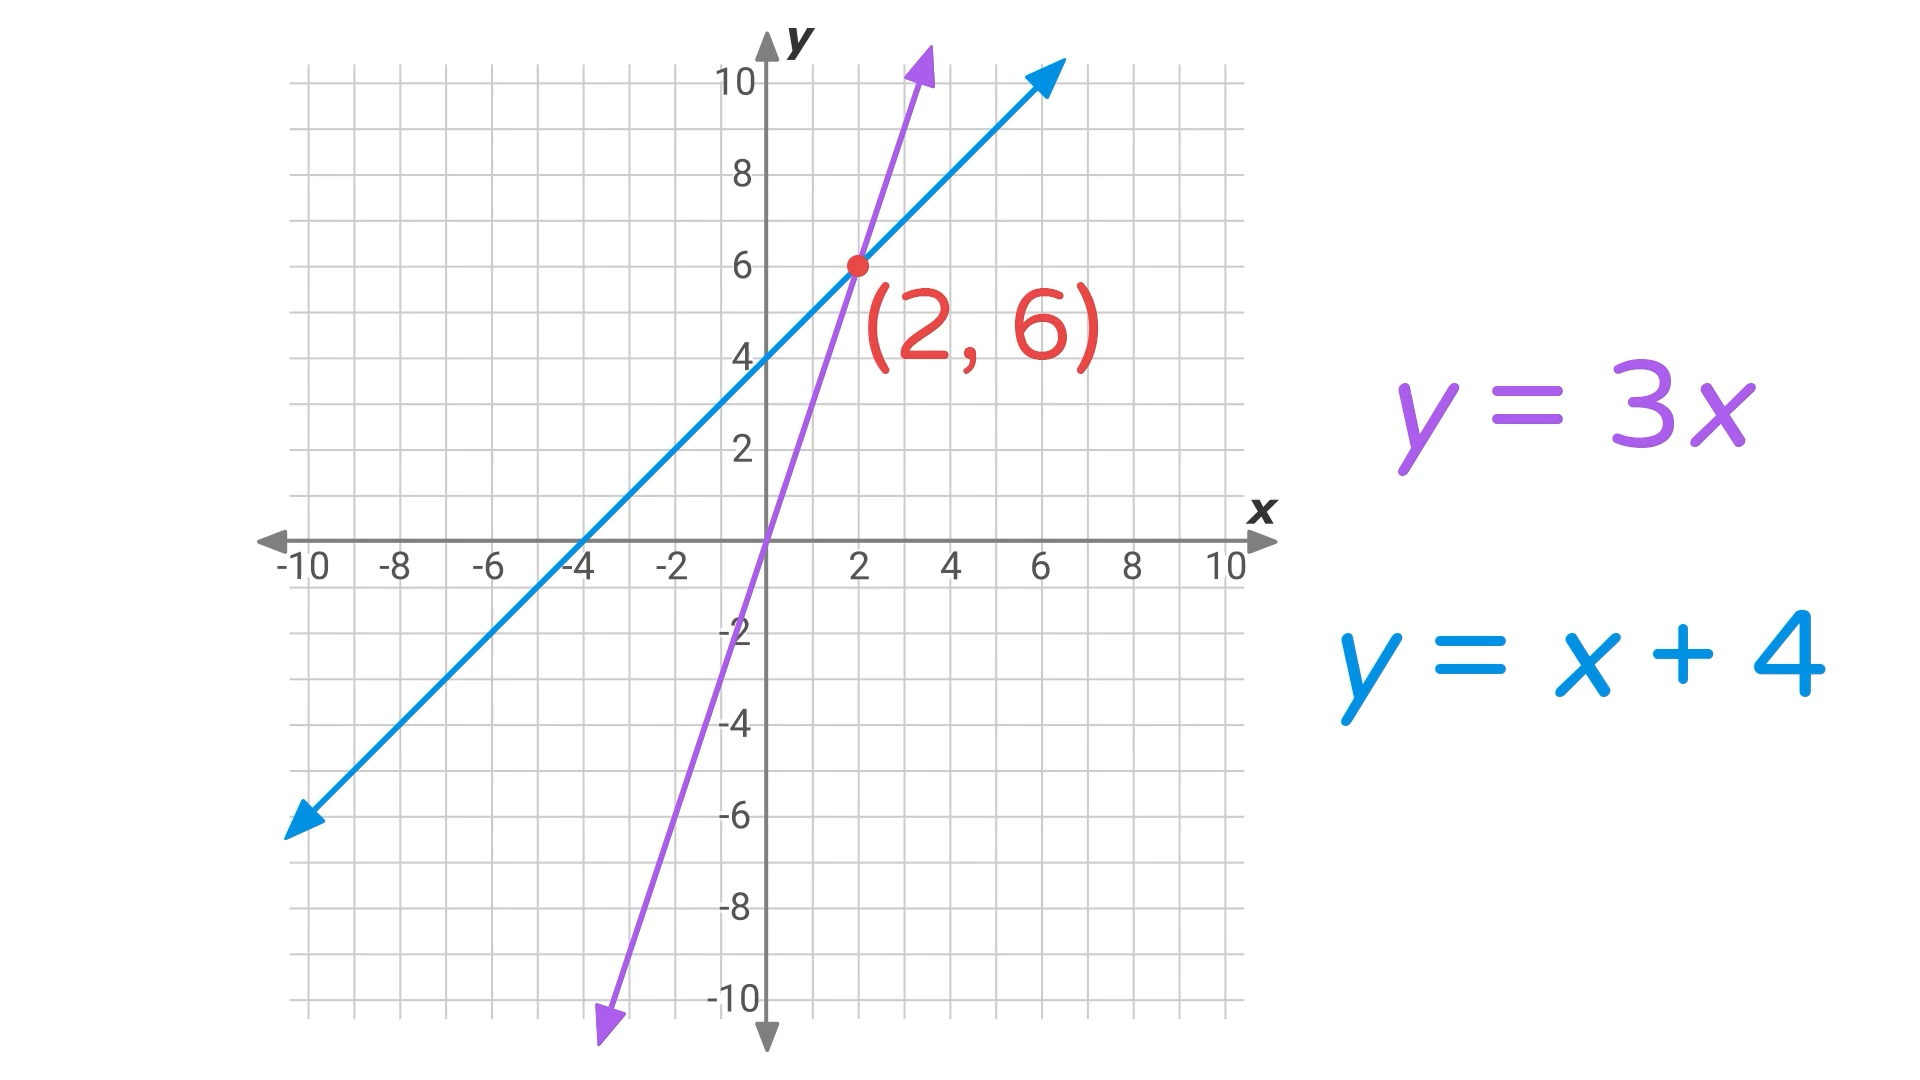 y
10
8
6
(2, 6)
4
y = 3x
2
x
-10 -8 -6 -4 -2 2 4 6 8 10
-2
y = x + 4
-4
-6
-8
-10